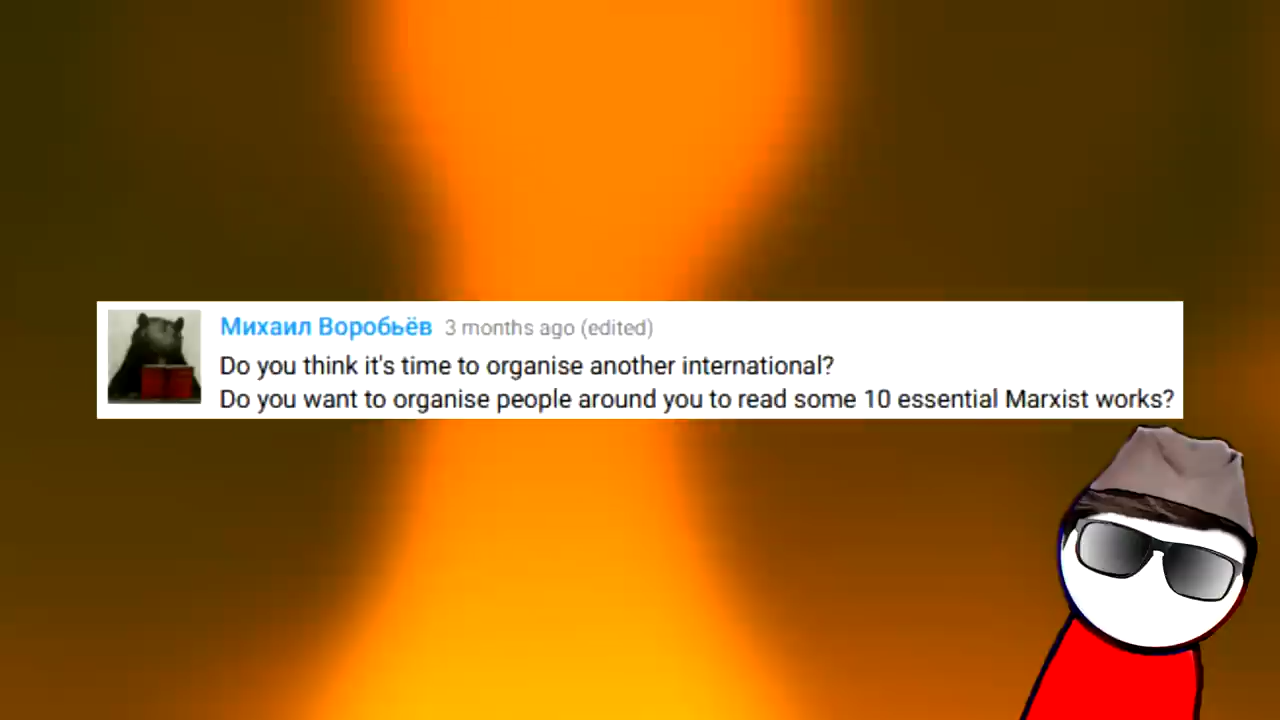 Михаил Воробьёв 3 months ago (edited)
Do you think it's time to organise another international?
Do you want to organise people around you to read some 10 essential Marxist works?